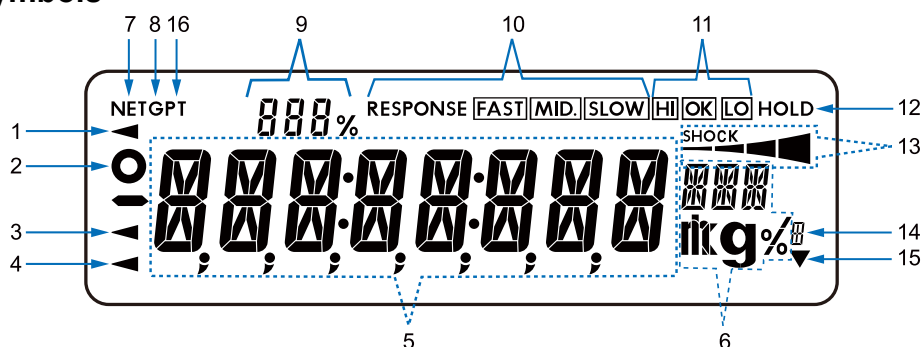 ymbols
7 8 16 9 10 11
NETGPT 888% RESPONSE FAST MID. SLOW HI OK LO HOLD 12
1 SHOCK 13
2
3 kg% 14
4 15
5 6